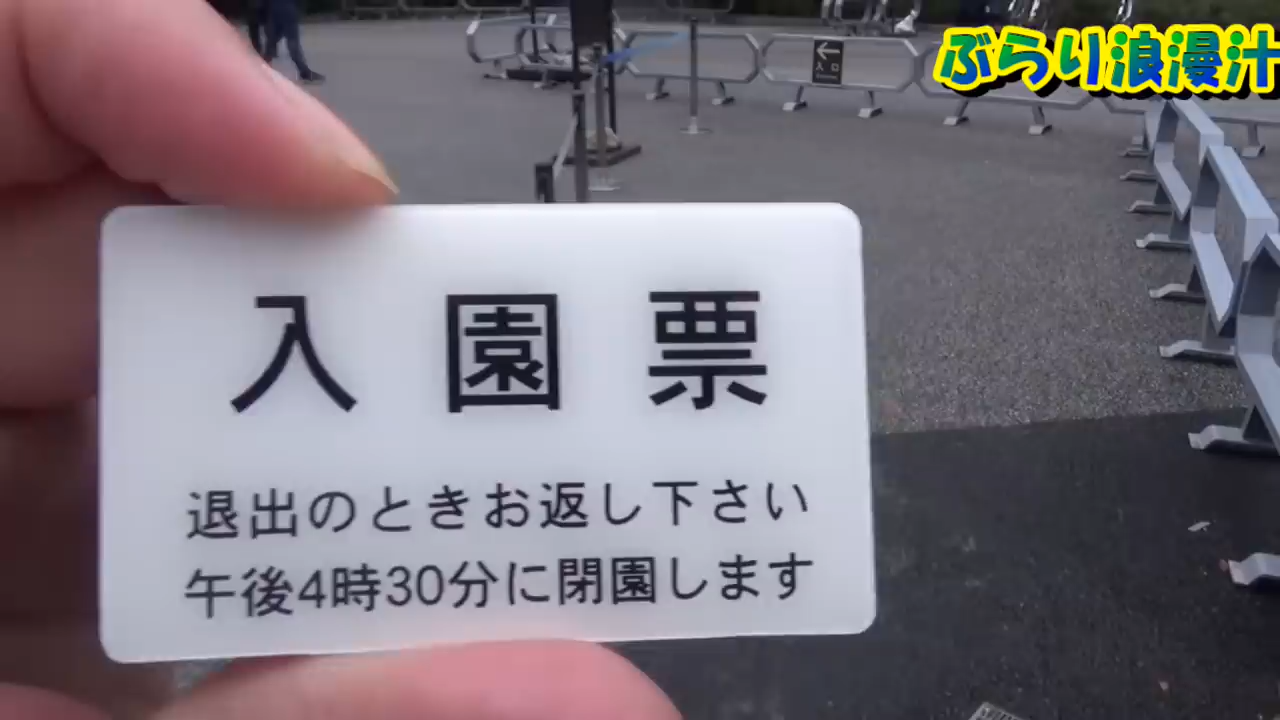 ぶらり浪漫汁
入口
入園票
退出のときお返し下さい
午後4時30分に閉園します